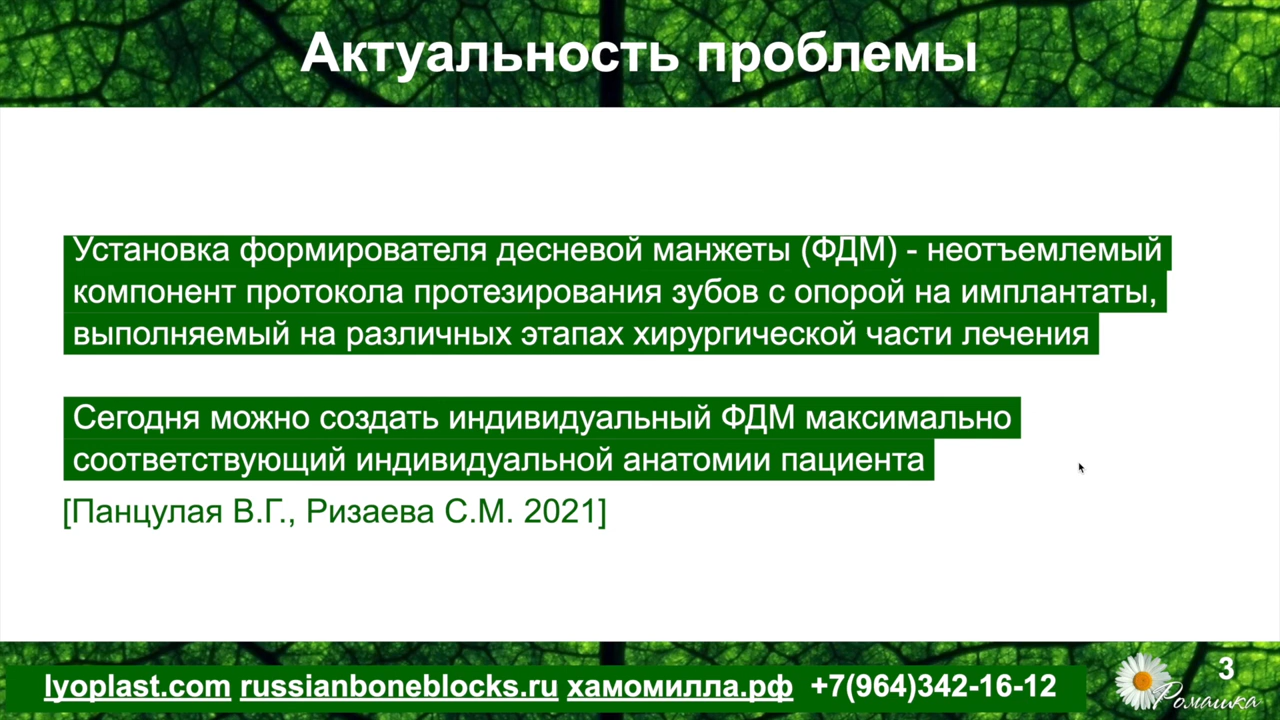 Актуальность проблемы
Установка формирователя десневой манжеты (ФДМ) - неотъемлемый
компонент протокола протезирования зубов с опорой на имплантаты,
выполняемый на различных этапах хирургической части лечения
Сегодня можно создать индивидуальный ФДМ максимально
соответствующий индивидуальной анатомии пациента
[Панцулая В.Г., Ризаева С.М. 2021]
lyoplast.com russianboneblocks.ru хамомилла.рф +7(964)342-16-12
Ромашка
3